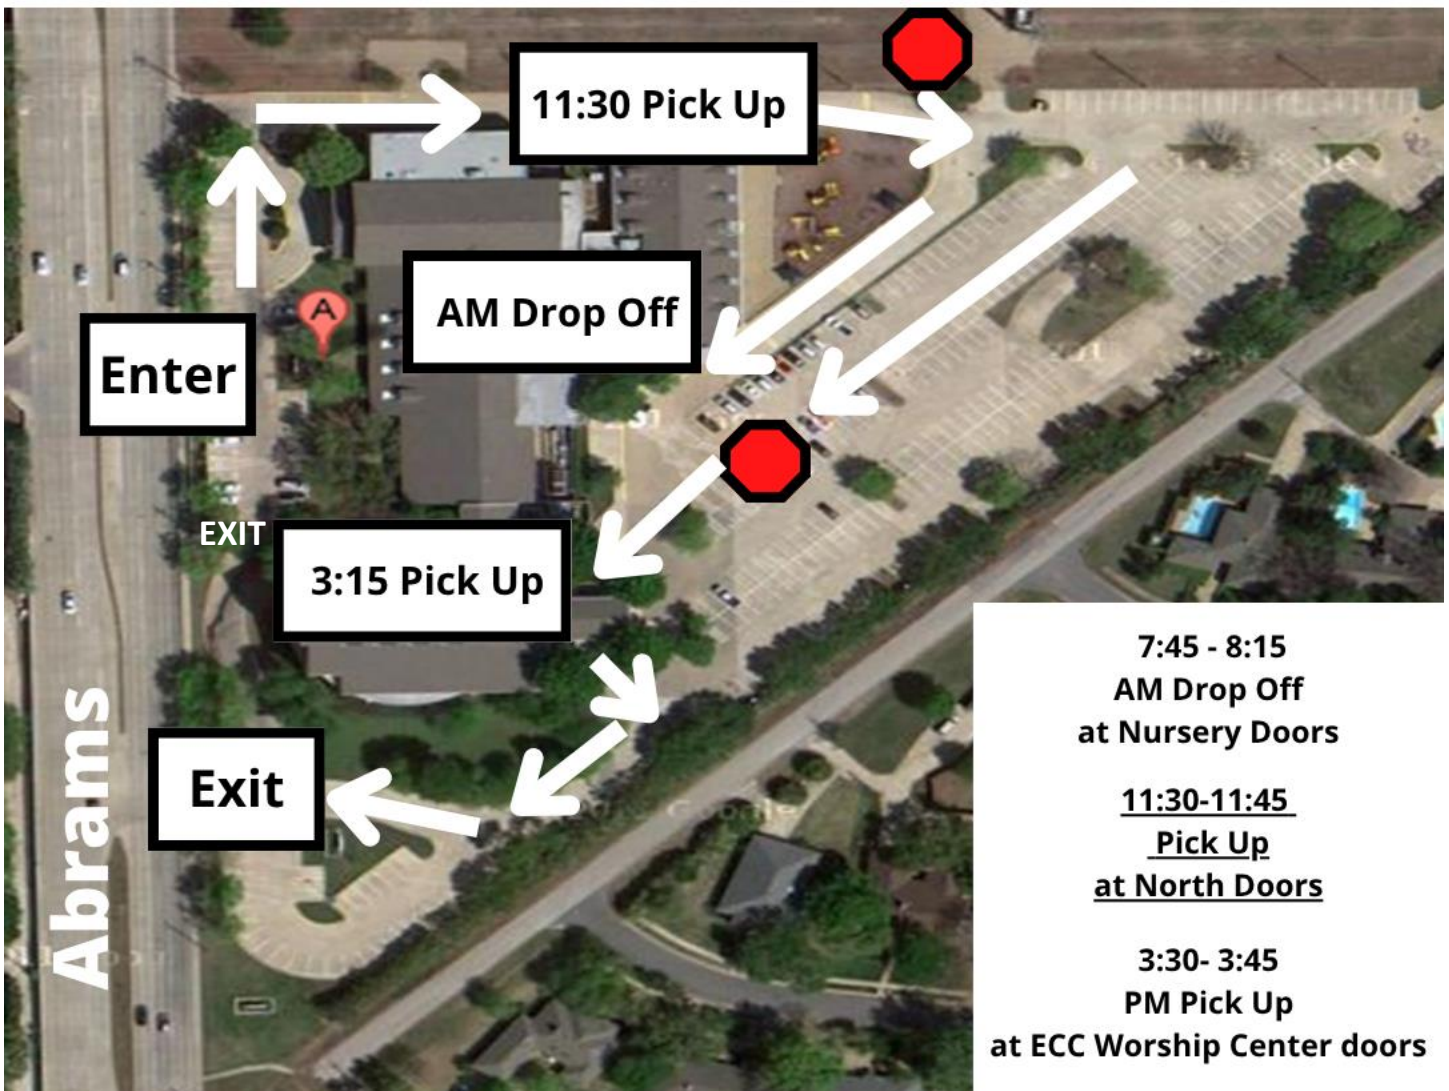 11:30 Pick Up
AM Drop Off
A
Enter
EXIT
3:15 Pick Up
Exit
Abrams
7:45 - 8:15
AM Drop Off
at Nursery Doors
11:30-11:45
Pick Up
at North Doors
3:30- 3:45
PM Pick Up
at ECC Worship Center doors